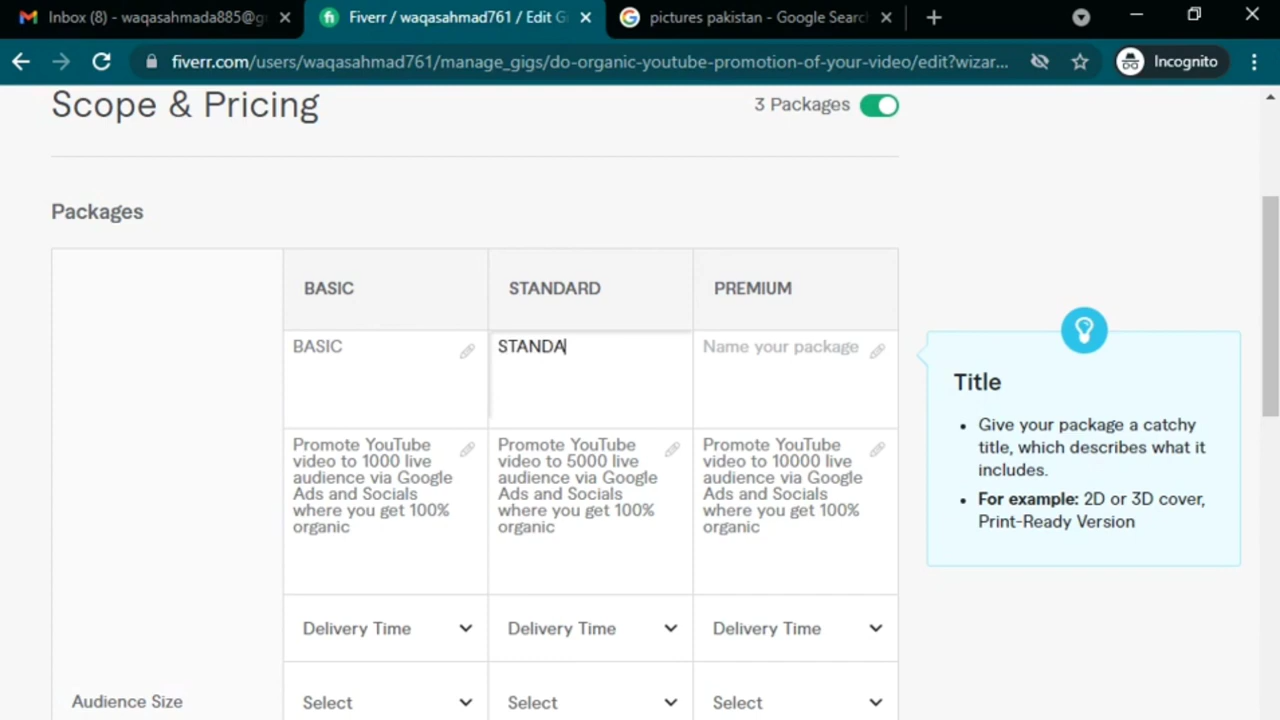 Inbox (8) - waqasahmada885@g
Fiverr / waqasahmad761 / Edit G
pictures pakistan - Google Searc
fiverr.com/users/waqasahmad761/manage_gigs/do-organic-youtube-promotion-of-your-video/edit?wizar...
Incognito
Scope & Pricing
3 Packages
Packages
BASIC STANDARD PREMIUM
BASIC STANDA Name your package
Promote YouTube
video to 1000 live
audience via Google
Ads and Socials
where you get 100%
organic
Promote YouTube
video to 5000 live
audience via Google
Ads and Socials
where you get 100%
organic
Promote YouTube
video to 10000 live
audience via Google
Ads and Socials
where you get 100%
organic
Delivery Time Delivery Time Delivery Time
Audience Size Select Select Select
Title
• Give your package a catchy
title, which describes what it
includes.
• For example: 2D or 3D cover,
Print-Ready Version